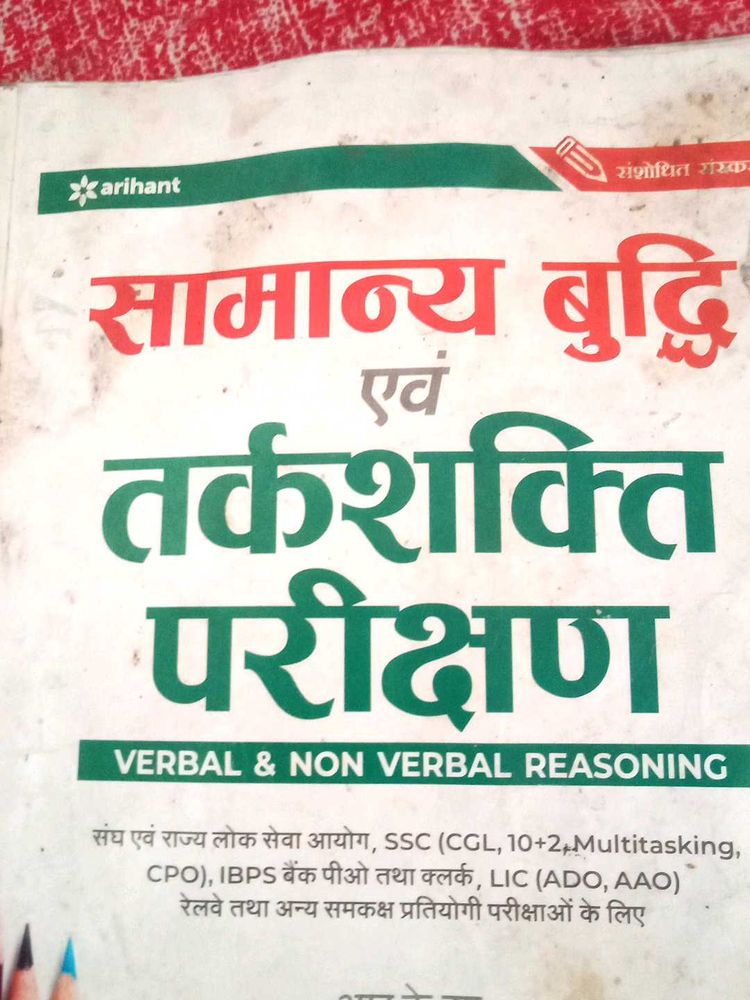 arihant
संशोधित
सामान्य बुद्धि
एवं
तर्कशक्ति
परीक्षण
VERBAL & NON VERBAL REASONING
संघ एवं राज्य लोक सेवा आयोग, SSC (CGL, 10+2, Multitasking,
CPO), IBPS बैंक पीओ तथा क्लर्क, LIC (ADO, AAO)
रेलवे तथा अन्य समकक्ष प्रतियोगी परीक्षाओं के लिए